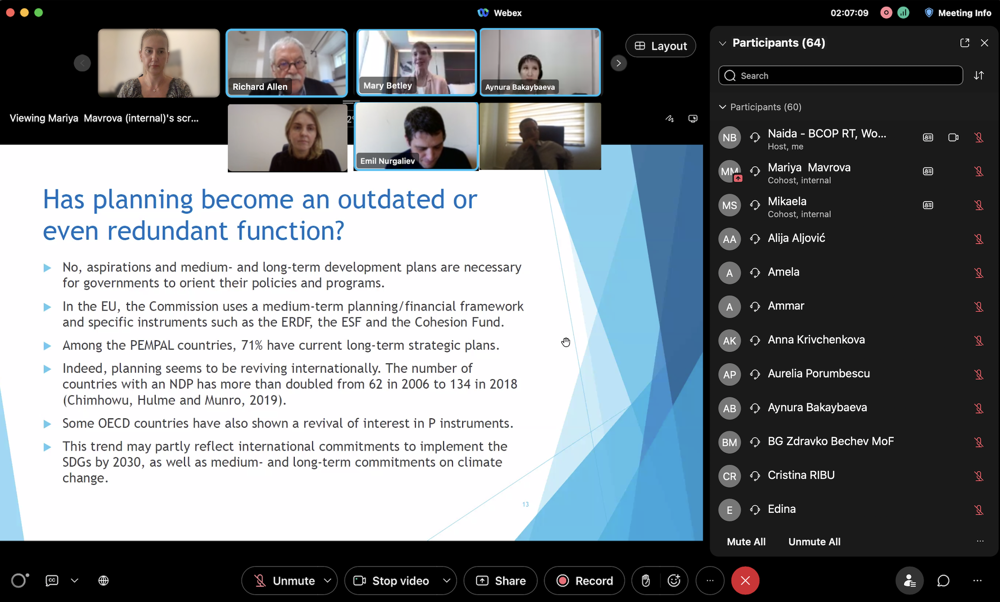 Webex
02:07:09
Meeting Info
Richard Allen
Mary Betley
Aynura Bakaybaeva
Layout
Viewing Mariya Mavrova (internal)'s scr...
Emil Nurgaliev
Has planning become an outdated or
even redundant function?
No, aspirations and medium- and long-term development plans are necessary
for governments to orient their policies and programs.
In the EU, the Commission uses a medium-term planning/financial framework
and specific instruments such as the ERDF, the ESF and the Cohesion Fund.
Among the PEMPAL countries, 71% have current long-term strategic plans.
Indeed, planning seems to be reviving internationally. The number of
countries with an NDP has more than doubled from 62 in 2006 to 134 in 2018
(Chimhowu, Hulme and Munro, 2019).
Some OECD countries have also shown a revival of interest in P instruments.
This trend may partly reflect international commitments to implement the
SDGs by 2030, as well as medium- and long-term commitments on climate
change.
13
Participants (64)
Search
Participants (60)
NB Naida - BCOP RT, Wo...
Host, me
MM Mariya Mavrova
Cohost, internal
MS Mikaela
Cohost, internal
AA Alija Aljović
A Amela
A Ammar
AK Anna Krivchenkova
AP Aurelia Porumbescu
AB Aynura Bakaybaeva
BM BG Zdravko Bechev MoF
CR Cristina RIBU
E Edina
Mute All Unmute All
CC
Unmute
Stop video
Share
Record